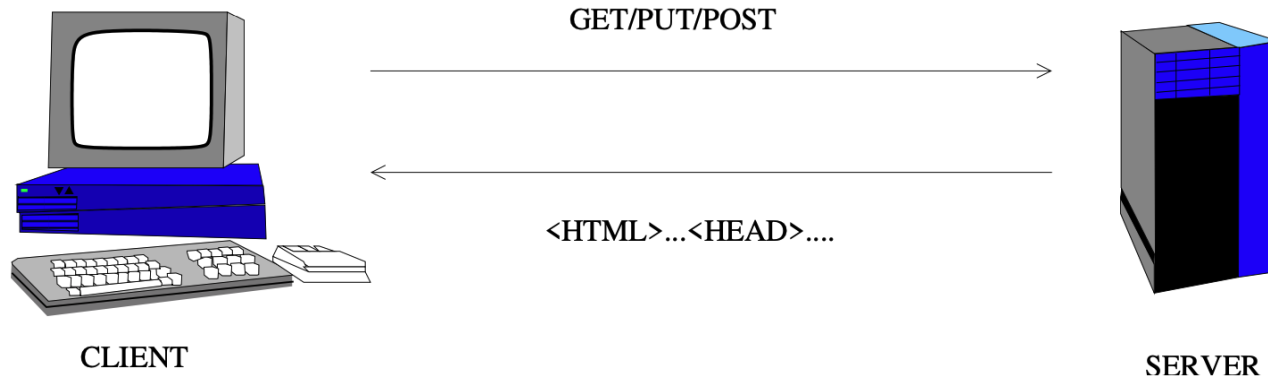 GET/PUT/POST
<HTML>...<HEAD>....
CLIENT
SERVER